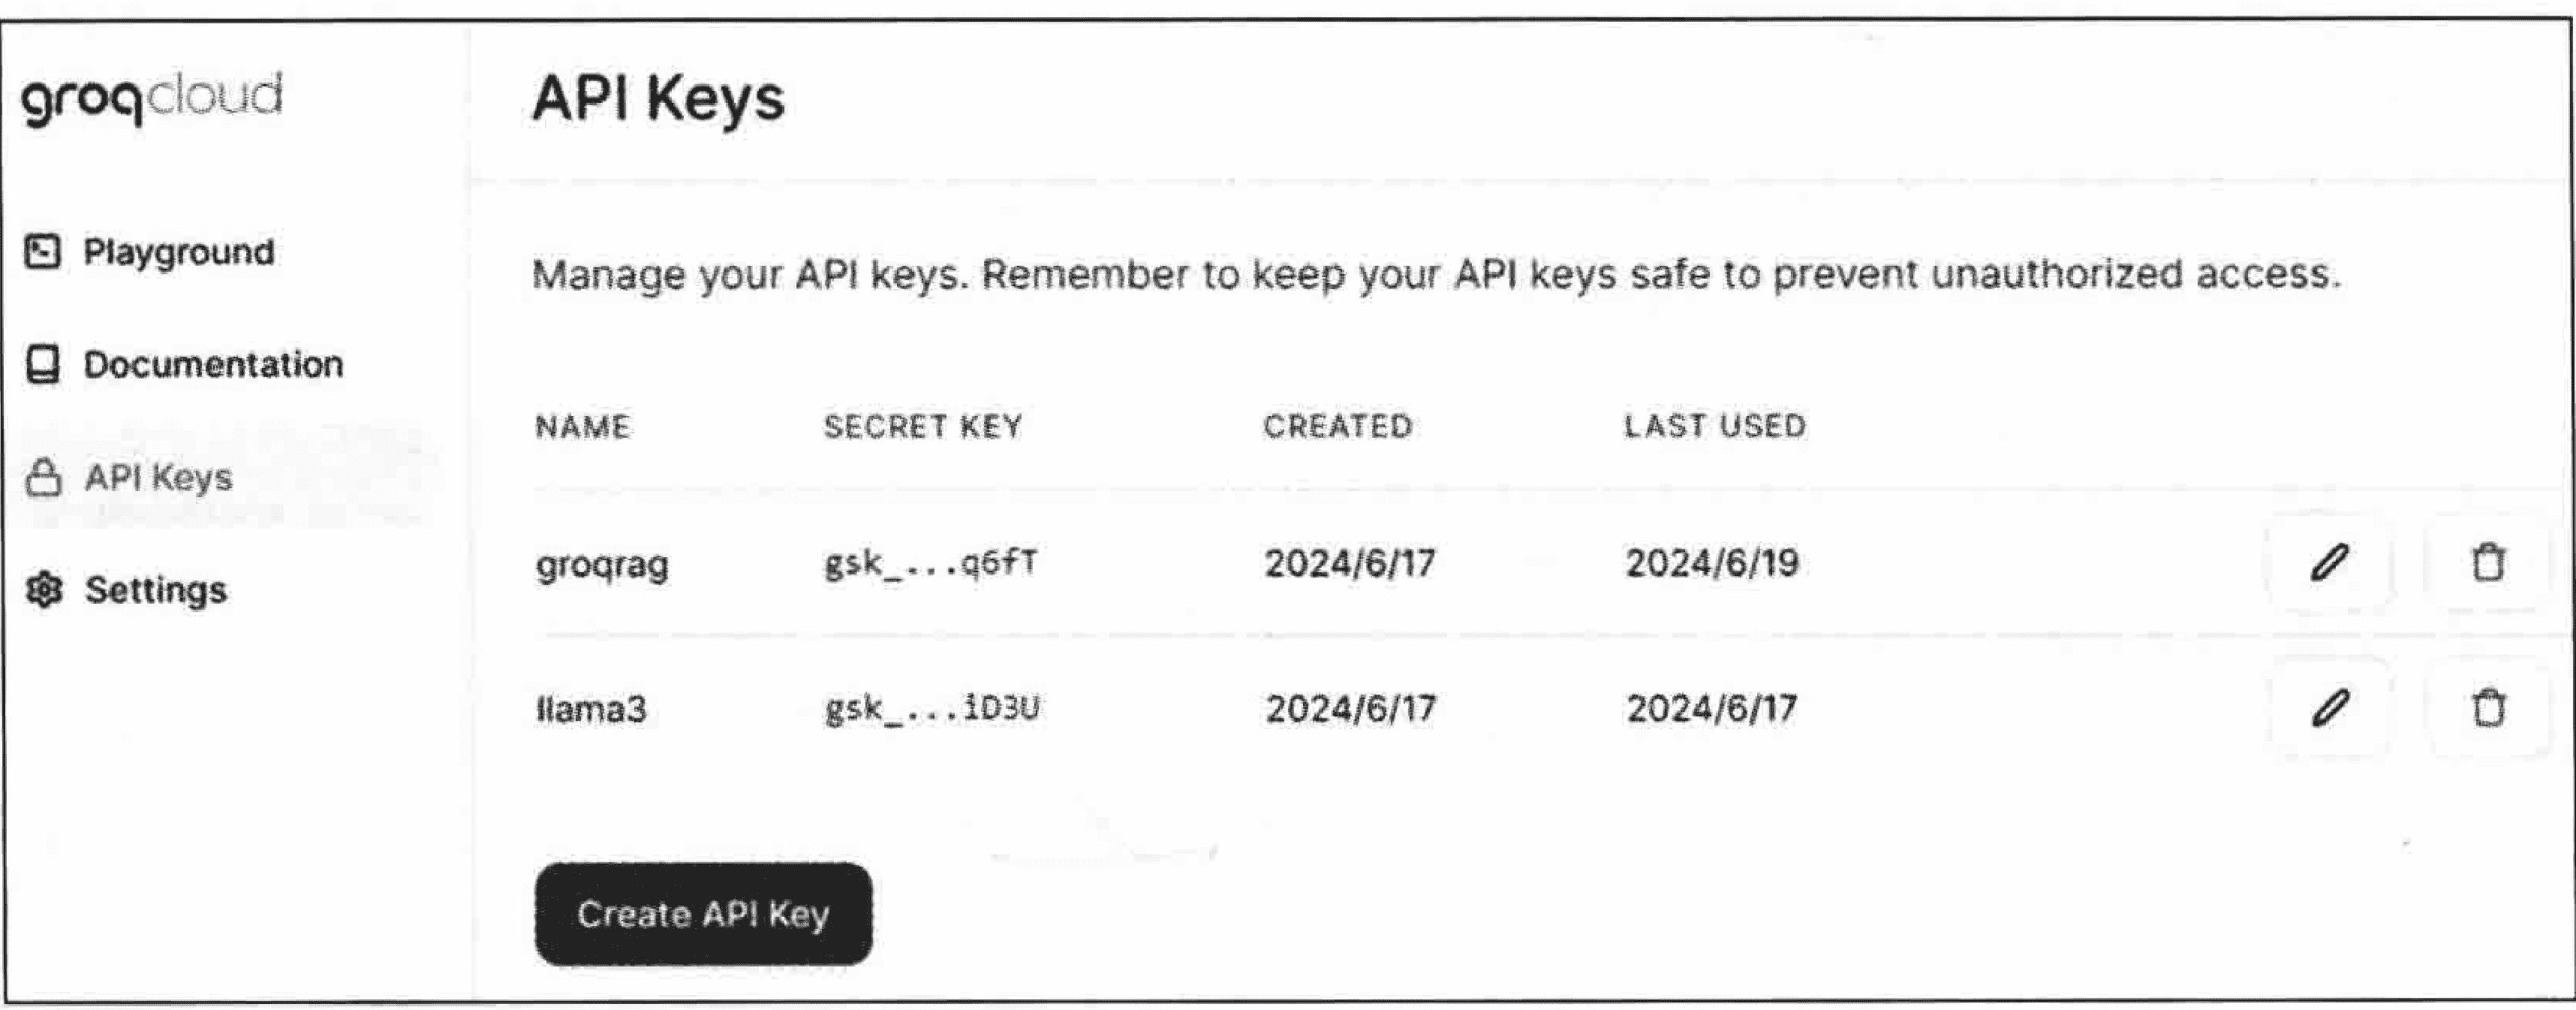 groqcloud
Playground
Documentation
API Keys
Settings
API Keys
Manage your API keys. Remember to keep your API keys safe to prevent unauthorized access.
NAME SECRET KEY CREATED LAST USED
groqrag gsk_...q6fT 2024/6/17 2024/6/19
llama3 gsk_...iD3U 2024/6/17 2024/6/17
Create API Key